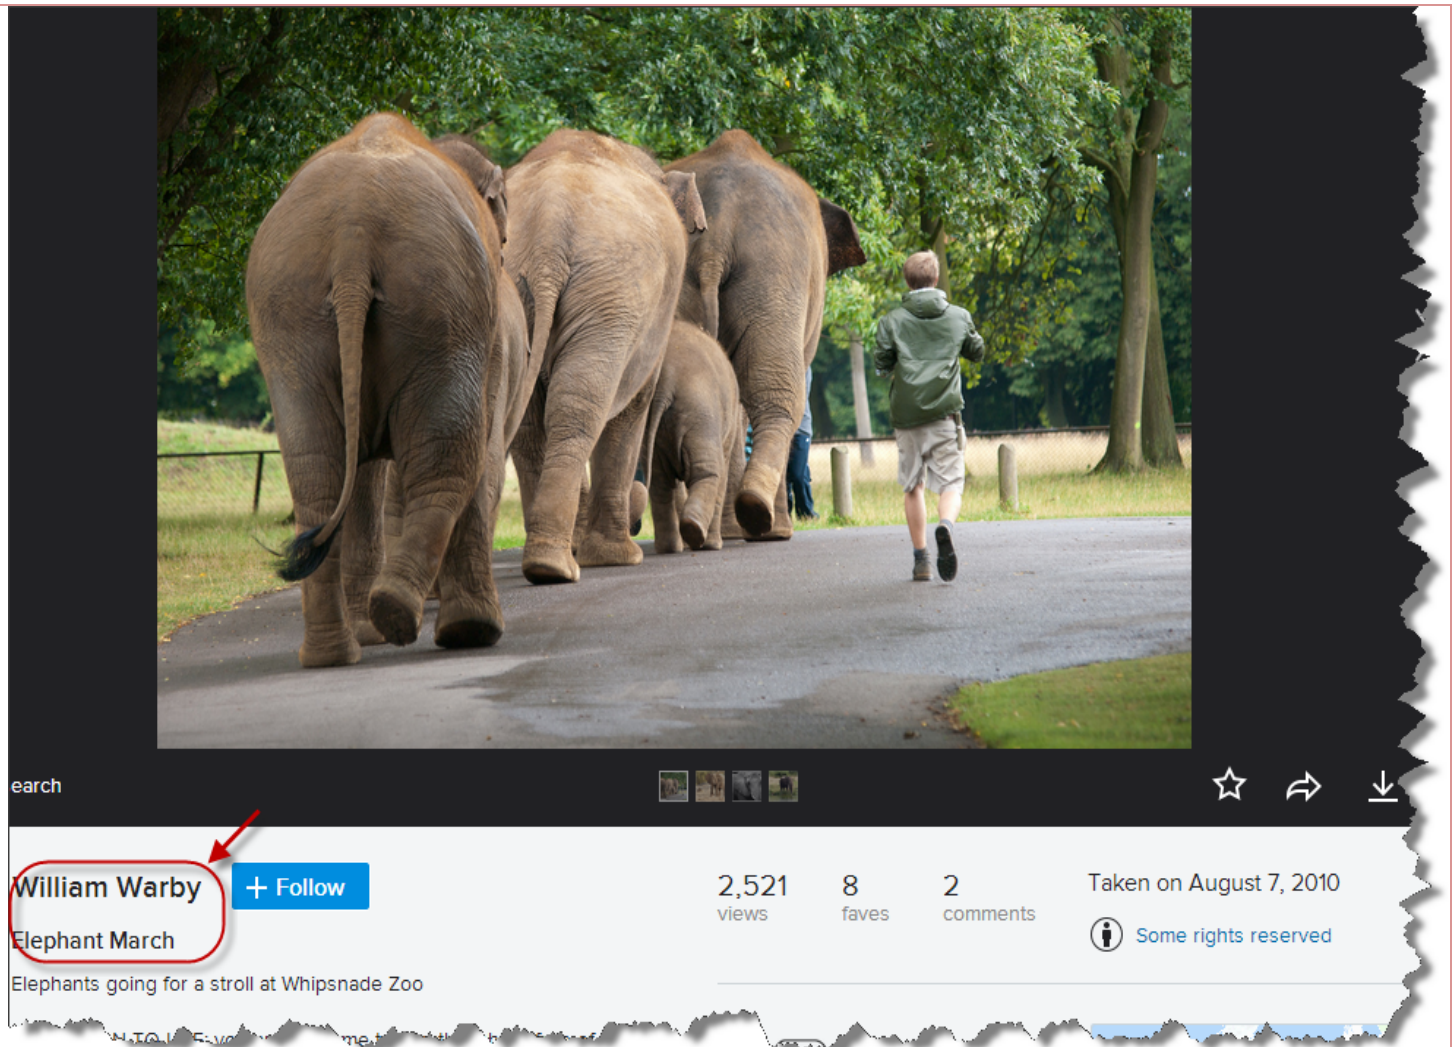 earch
William Warby
+ Follow
Elephant March
Elephants going for a stroll at Whipsnade Zoo
2,521
views
8
faves
2
comments
Taken on August 7, 2010
Some rights reserved